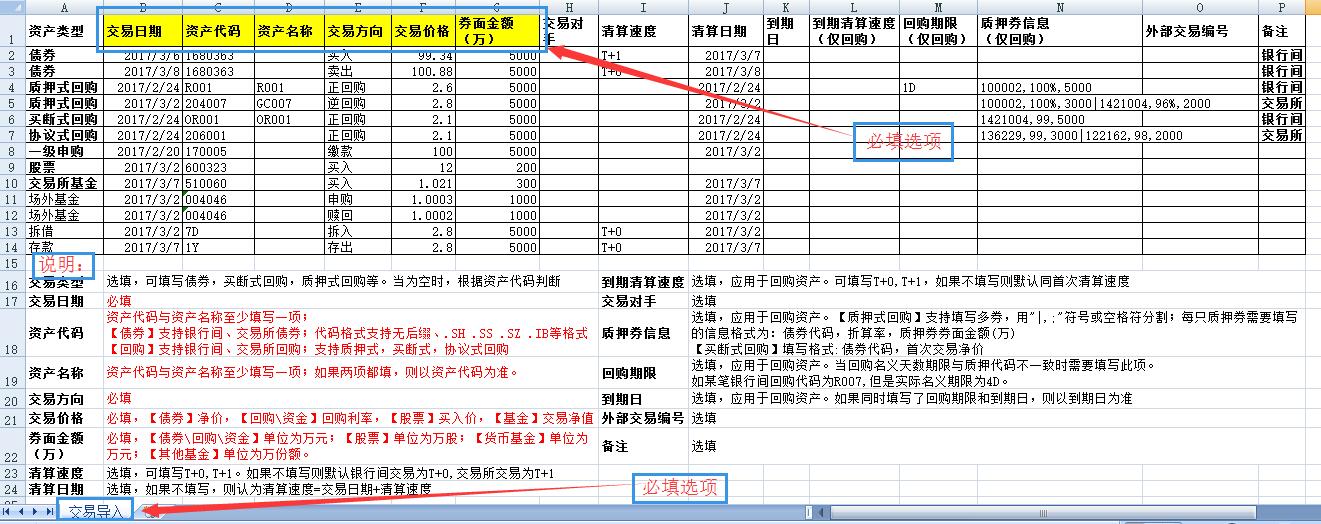 A B C D E F G H I J K L M N O P
1 资产类型 交易日期 资产代码 资产名称 交易方向 交易价格 券面金额（万） 交易对手 清算速度 清算日期 到期日 到期清算速度（仅回购） 回购期限（仅回购） 质押券信息（仅回购） 外部交易编号 备注
2 债券 2017/3/6 1680363 买入 99.34 5000 T+1 2017/3/7 银行间
3 债券 2017/3/8 1680363 卖出 100.88 5000 T+0 2017/3/8 银行间
4 质押式回购 2017/2/24 R001 R001 正回购 2.6 5000 2017/2/24 1D 100002,100%,5000 银行间
5 质押式回购 2017/3/2 204007 GC007 逆回购 2.8 5000 2017/3/2 100002,100%,3000|1421004,96%,2000 交易所
6 买断式回购 2017/2/24 OR001 OR001 正回购 2.1 5000 2017/2/24 1421004,99,5000 银行间
7 协议式回购 2017/2/24 206001 正回购 2.1 5000 2017/2/24 136229,99,3000|122162,98,2000 交易所
必填选项
8 一级申购 2017/2/20 170005 缴款 100 5000 2017/3/2
9 股票 2017/3/2 600323 买入 12 200
10 交易所基金 2017/3/7 510060 买入 1.021 300 2017/3/7
11 场外基金 2017/3/2 004046 申购 1.0003 1000 2017/3/2
12 场外基金 2017/3/2 004046 赎回 1.0002 1000 2017/3/2
13 拆借 2017/3/2 7D 拆入 2.8 5000 T+0 2017/3/2
14 存款 2017/3/7 1Y 存出 2.8 5000 T+0 2017/3/7
15 说明：
16 交易类型 选填，可填写债券，买断式回购，质押式回购等。当为空时，根据资产代码判断 到期清算速度 选填，应用于回购资产。可填写T+0,T+1，如果不填写则默认同首次清算速度
17 交易日期 必填 交易对手 选填
18 资产代码 资产代码与资产名称至少填写一项；
【债券】支持银行间、交易所债券；代码格式支持无后缀、.SH .SS .SZ .IB等格式
【回购】支持银行间、交易所回购；支持质押式，买断式，协议式回购
质押券信息 选填，应用于回购资产。【质押式回购】支持填写多券，用"|,;"符号或空格符分割；每只质押券需要填写
的信息格式为：债券代码，折算率，质押券券面金额(万)
【买断式回购】填写格式：债券代码，首次交易净价
19 资产名称 资产代码与资产名称至少填写一项；如果两项都填，则以资产代码为准。 回购期限 选填，应用于回购资产。当回购名义天数期限与质押代码不一致时需要填写此项。
如某笔银行间回购代码为R007,但是实际名义期限为4D。
20 交易方向 必填 到期日 选填，应用于回购资产。如果同时填写了回购期限和到期日，则以到期日为准
21 交易价格 必填，【债券】净价，【回购\资金】回购利率，【股票】买入价，【基金】交易净值 外部交易编号 选填
22 券面金额（万） 必填，【债券\回购\资金】单位为万元；【股票】单位为万股；【货币基金】单位为
万元；【其他基金】单位为万份额。 备注 选填
23 清算速度 选填，可填写T+0,T+1。如果不填写则默认银行间交易为T+0,交易所交易为T+1
24 清算日期 选填，如果不填写，则认为清算速度=交易日期+清算速度
必填选项
交易导入